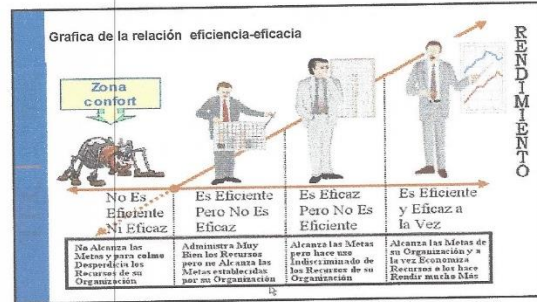 Grafica de la relación eficiencia-eficacia
RENDIMIENTO
Zona
confort
No Es
Eficiente
Ni Eficaz
Es Eficiente
Pero No Es
Eficaz
Es Eficaz
Pero No Es
Eficiente
Es Eficiente
y Eficaz a
la Vez
No Alcanza las
Metas y para colmo
Desperdicia los
Recursos de su
Organización
Administra Muy
Bien los Recursos
pero no Alcanza las
Metas establecidas
por su Organización
Alcanza las Metas
pero hace uso
Indiscriminado de
los Recursos de su
Organización
Alcanza las Metas de
su Organización y a
la vez Economiza
Recursos o los hace
Rendir mucho Más